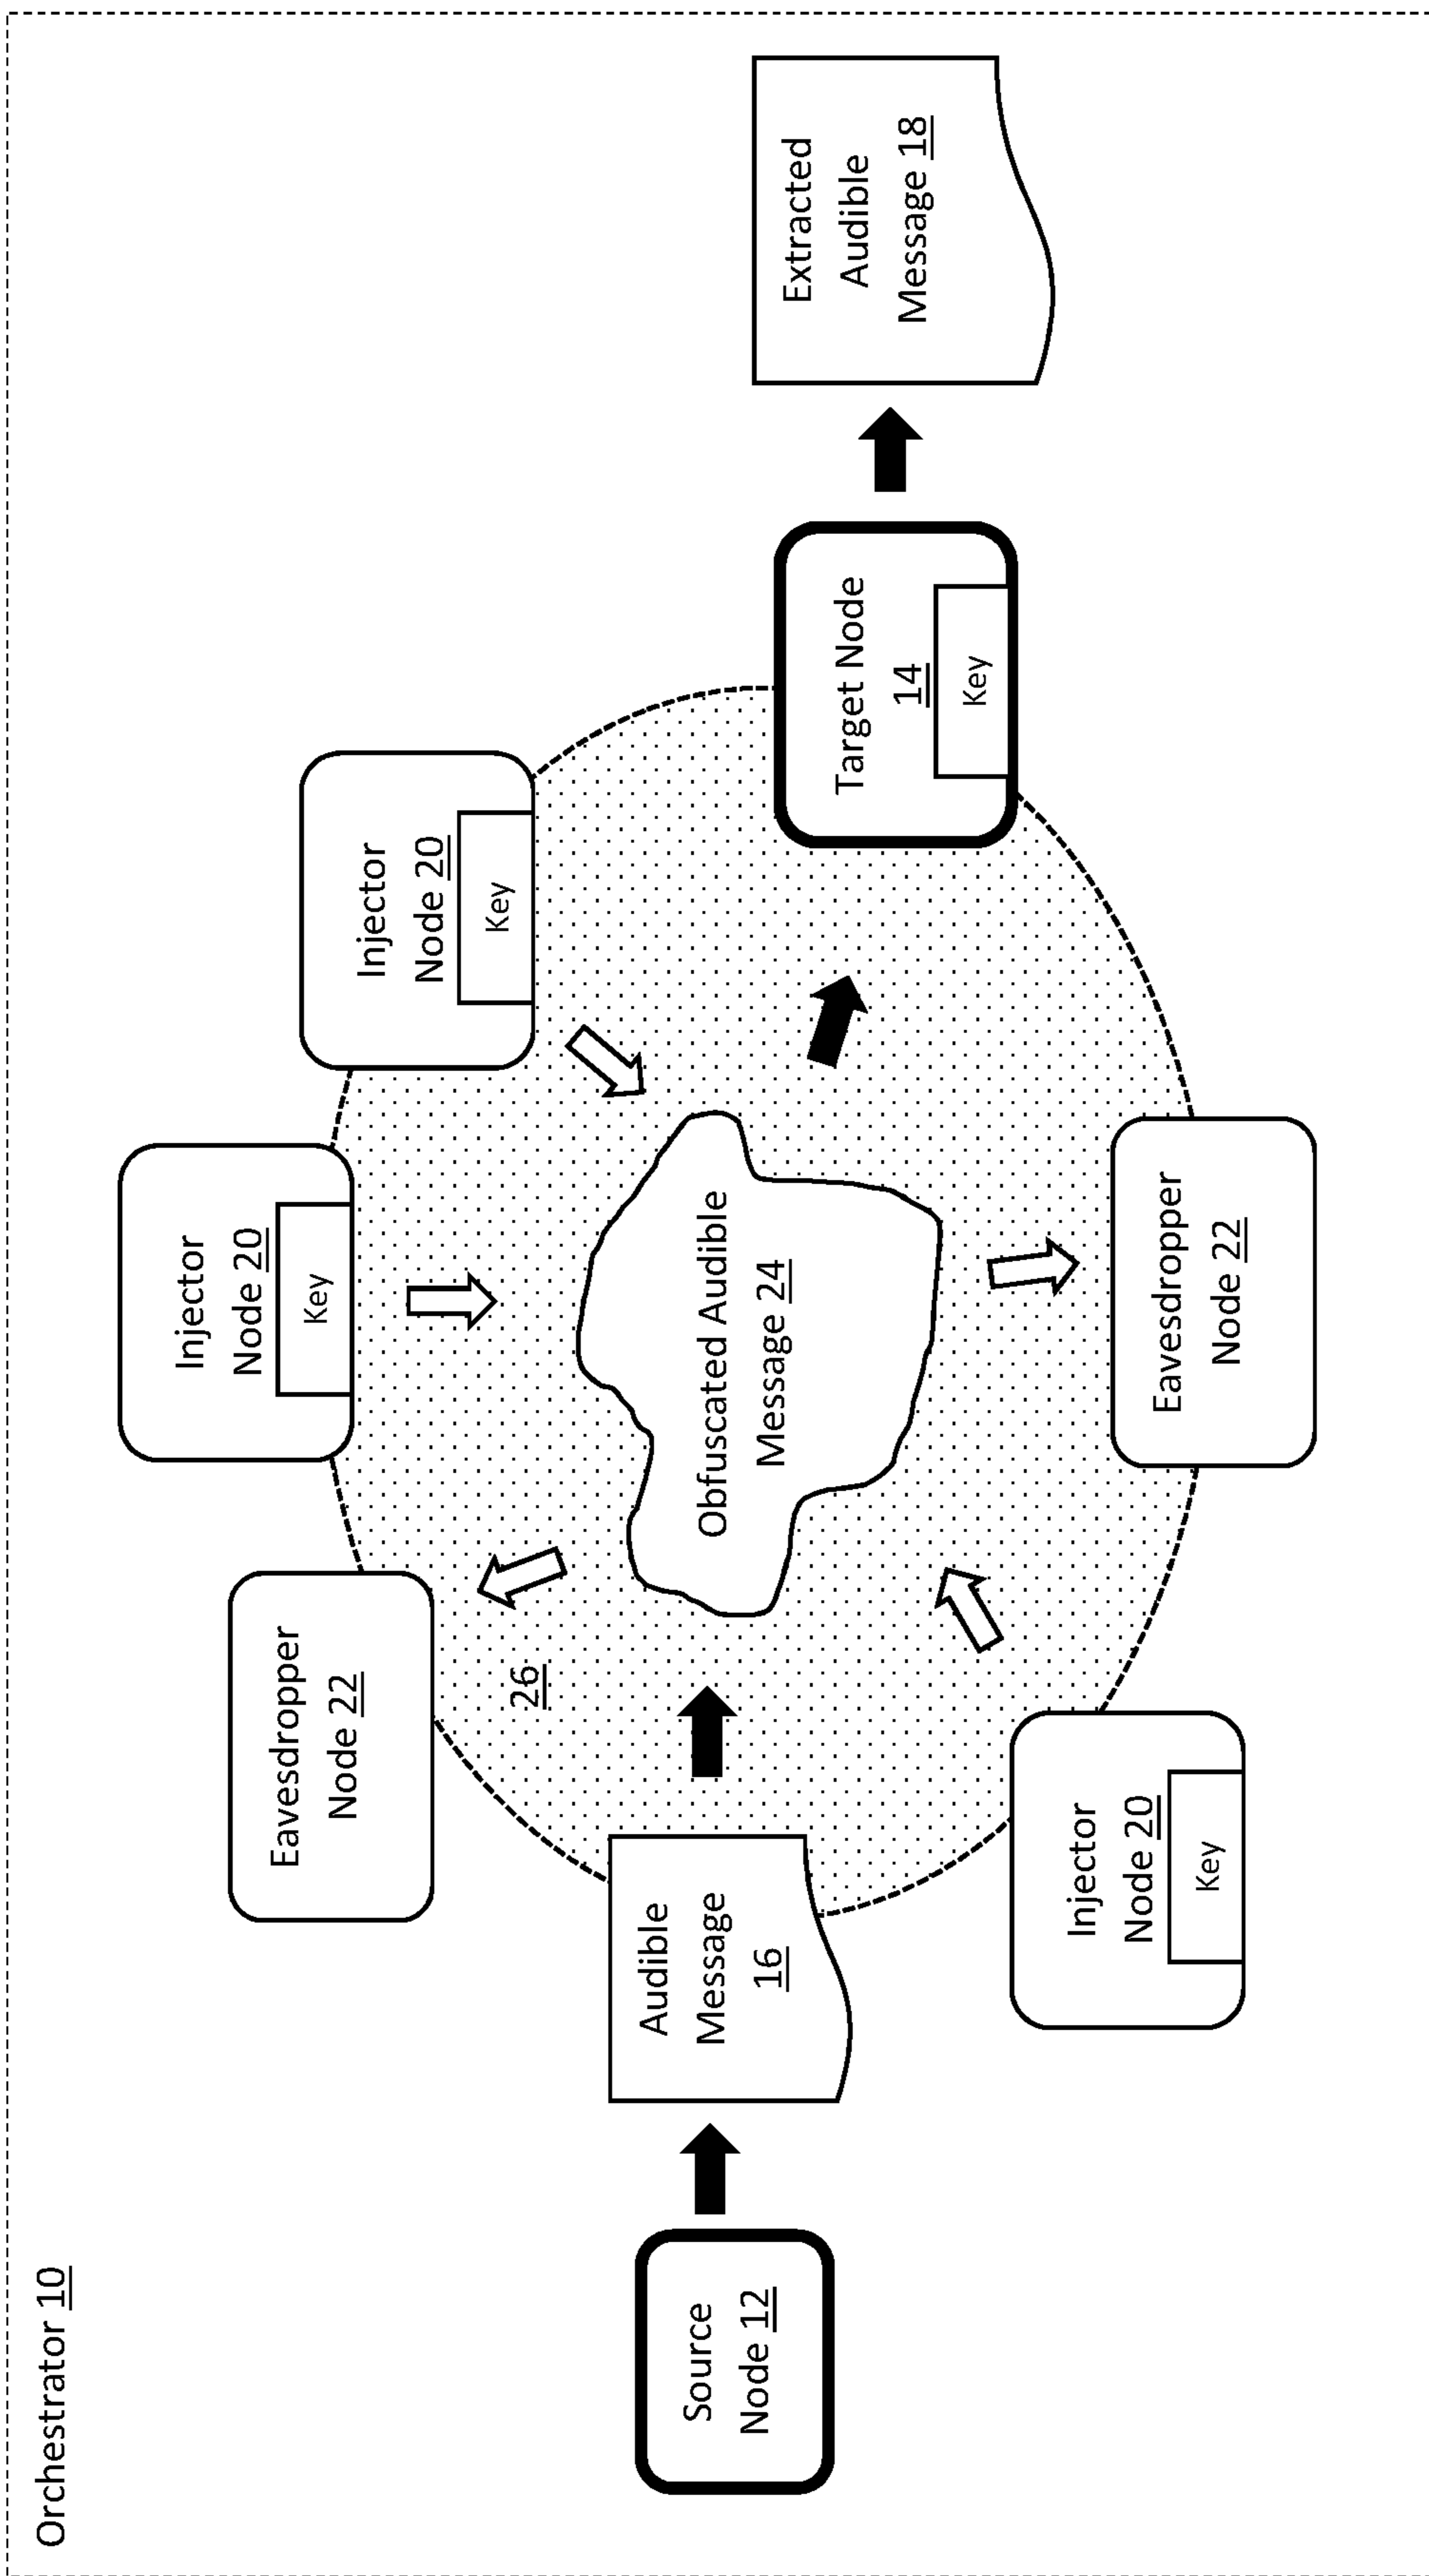 Orchestrator 10
Source
Node 12
Audible
Message
16
Eavesdropper
Node 22
26
Injector
Node 20
Key
Injector
Node 20
Key
Obfuscated Audible
Message 24
Injector
Node 20
Key
Eavesdropper
Node 22
Target Node
14
Key
Extracted
Audible
Message 18